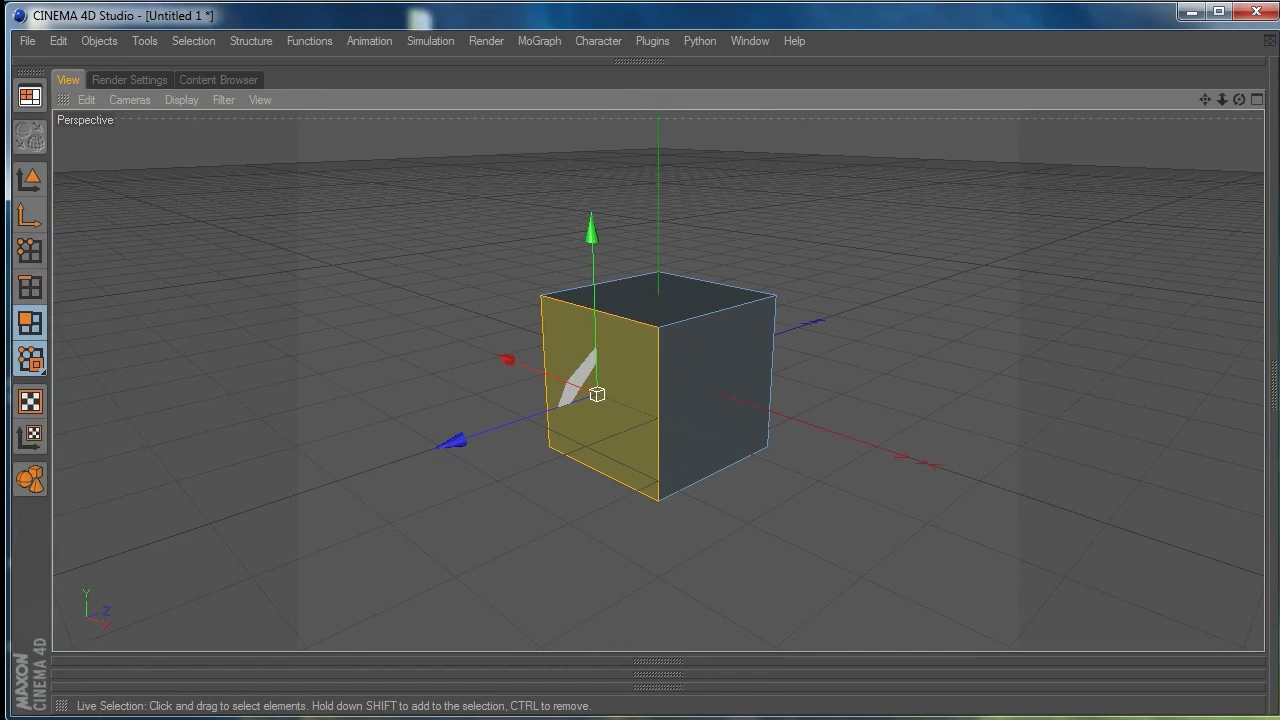 CINEMA 4D Studio - [Untitled 1 *]
File Edit Objects Tools Selection Structure Functions Animation Simulation Render MoGraph Character Plugins Python Window Help
View Render Settings Content Browser
Edit Cameras Display Filter View
Perspective
Y
Z
X
MAXON
CINEMA 4D
Live Selection: Click and drag to select elements. Hold down SHIFT to add to the selection, CTRL to remove.